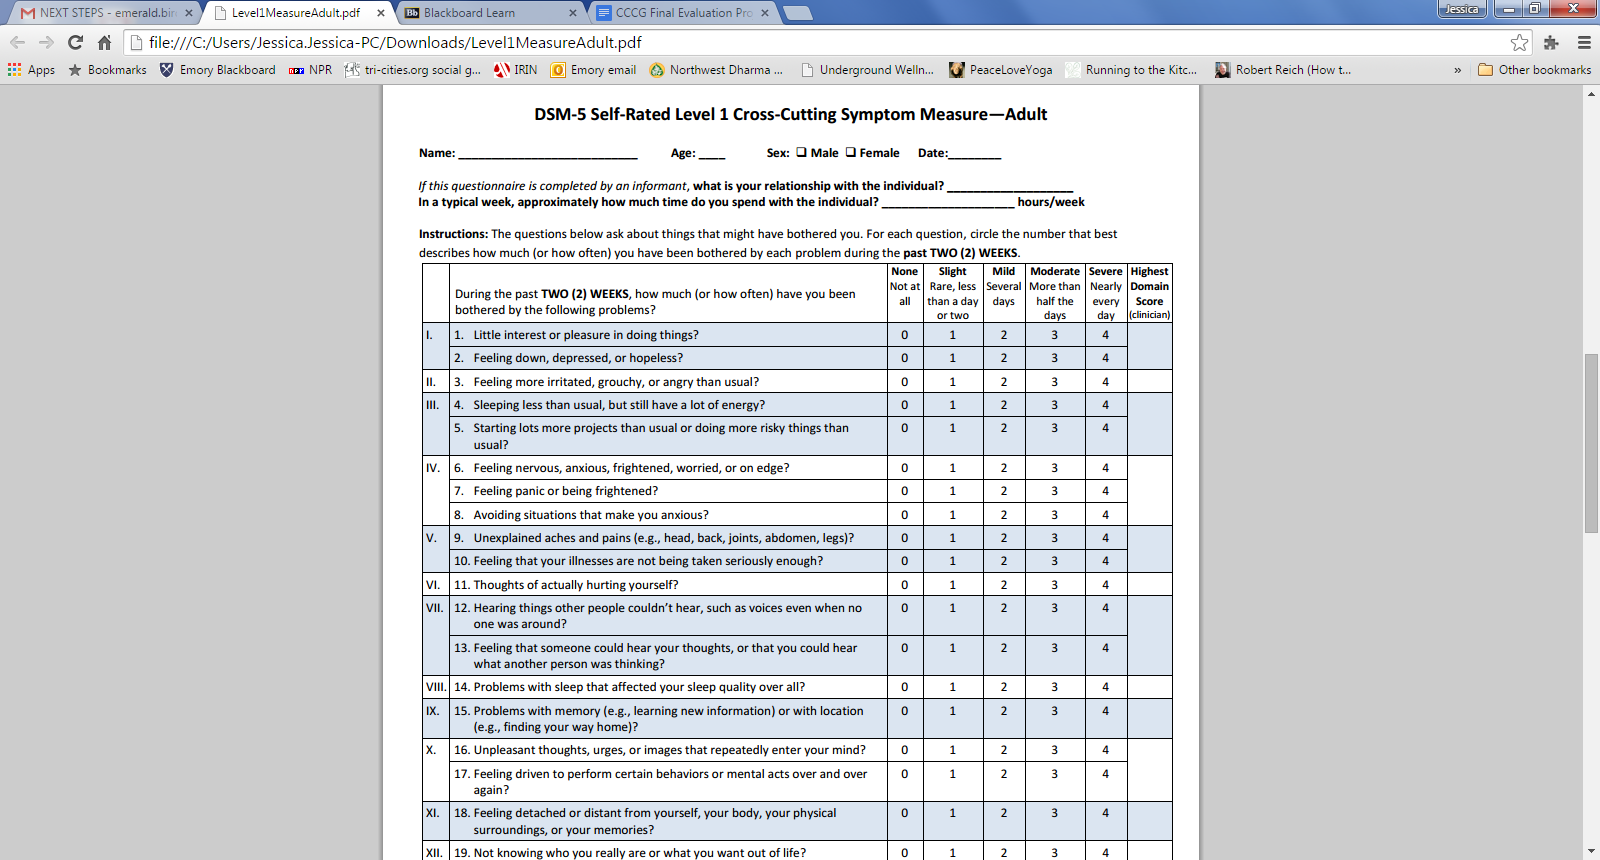 NEXT STEPS - emerald.bir
Level1MeasureAdult.pdf
Bb Blackboard Learn
CCCG Final Evaluation Pro
Jessica
file:///C:/Users/Jessica.Jessica-PC/Downloads/Level1MeasureAdult.pdf
Apps Bookmarks Emory Blackboard npr NPR tri-cities.org social g... IRIN Emory email Northwest Dharma ... Underground Welln... PeaceLoveYoga Running to the Kitc... Robert Reich (How t... » Other bookmarks
DSM-5 Self-Rated Level 1 Cross-Cutting Symptom Measure—Adult
Name: ___________________________ Age: ____ Sex: ❑ Male ❑ Female Date:________
If this questionnaire is completed by an informant, what is your relationship with the individual? ___________________
In a typical week, approximately how much time do you spend with the individual? ____________________ hours/week
Instructions: The questions below ask about things that might have bothered you. For each question, circle the number that best
describes how much (or how often) you have been bothered by each problem during the past TWO (2) WEEKS.
During the past TWO (2) WEEKS, how much (or how often) have you been
bothered by the following problems?
None
Not at
all
Slight
Rare, less
than a day
or two
Mild
Several
days
Moderate
More than
half the
days
Severe
Nearly
every
day
Highest
Domain
Score
(clinician)
I. 1. Little interest or pleasure in doing things? 0 1 2 3 4
2. Feeling down, depressed, or hopeless? 0 1 2 3 4
II. 3. Feeling more irritated, grouchy, or angry than usual? 0 1 2 3 4
III. 4. Sleeping less than usual, but still have a lot of energy? 0 1 2 3 4
5. Starting lots more projects than usual or doing more risky things than 0 1 2 3 4
usual?
IV. 6. Feeling nervous, anxious, frightened, worried, or on edge? 0 1 2 3 4
7. Feeling panic or being frightened? 0 1 2 3 4
8. Avoiding situations that make you anxious? 0 1 2 3 4
V. 9. Unexplained aches and pains (e.g., head, back, joints, abdomen, legs)? 0 1 2 3 4
10. Feeling that your illnesses are not being taken seriously enough? 0 1 2 3 4
VI. 11. Thoughts of actually hurting yourself? 0 1 2 3 4
VII. 12. Hearing things other people couldn't hear, such as voices even when no 0 1 2 3 4
one was around?
13. Feeling that someone could hear your thoughts, or that you could hear 0 1 2 3 4
what another person was thinking?
VIII. 14. Problems with sleep that affected your sleep quality over all? 0 1 2 3 4
IX. 15. Problems with memory (e.g., learning new information) or with location 0 1 2 3 4
(e.g., finding your way home)?
X. 16. Unpleasant thoughts, urges, or images that repeatedly enter your mind? 0 1 2 3 4
17. Feeling driven to perform certain behaviors or mental acts over and over 0 1 2 3 4
again?
XI. 18. Feeling detached or distant from yourself, your body, your physical 0 1 2 3 4
surroundings, or your memories?
XII. 19. Not knowing who you really are or what you want out of life? 0 1 2 3 4